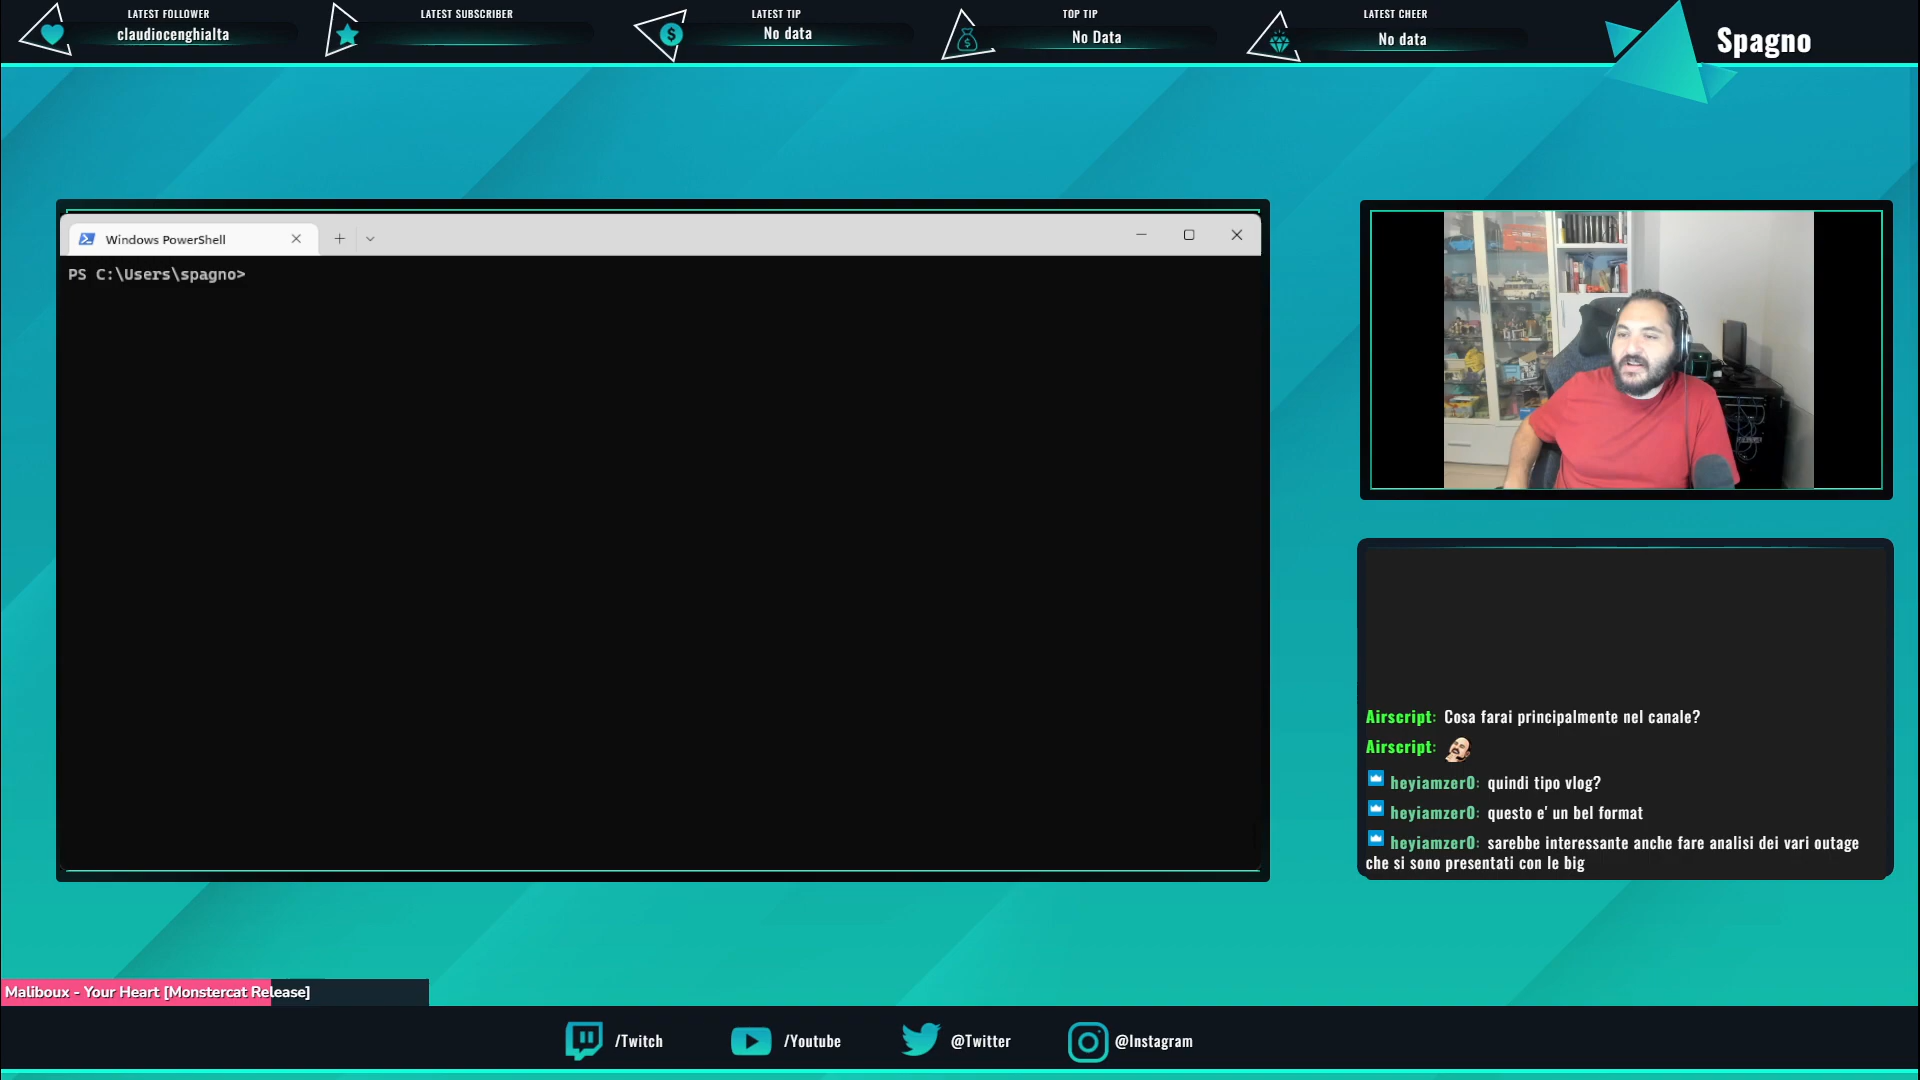 LATEST FOLLOWER
claudiocenghialta
LATEST SUBSCRIBER
LATEST TIP
No data
TOP TIP
No Data
LATEST CHEER
No data
Spagno
Windows PowerShell
PS C:\Users\spagno>
Airscript: Cosa farai principalmente nel canale?
Airscript:
heyiamzer0: quindi tipo vlog?
heyiamzer0: questo e' un bel format
heyiamzer0: sarebbe interessante anche fare analisi dei vari outage
che si sono presentati con le big
Maliboux - Your Heart [Monstercat Release]
/Twitch
/Youtube
@Twitter
@Instagram